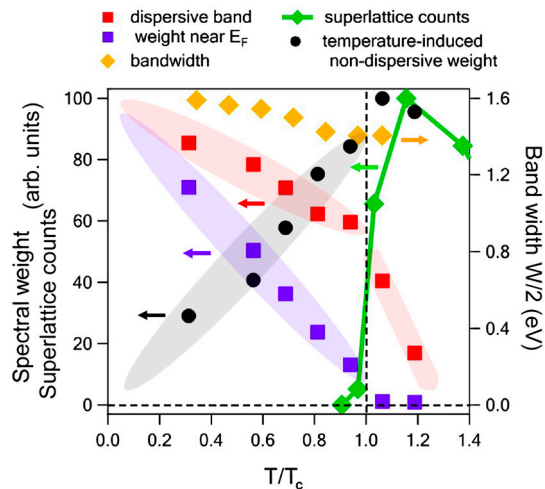 dispersive band
weight near E_F
bandwidth
superlattice counts
temperature-induced
non-dispersive weight
Spectral weight (arb. units)
Superlattice counts
100
80
60
40
20
0
1.6
1.2
0.8
0.4
0.0
Band width W/2 (eV)
0.0 0.2 0.4 0.6 0.8 1.0 1.2 1.4
T/T_c